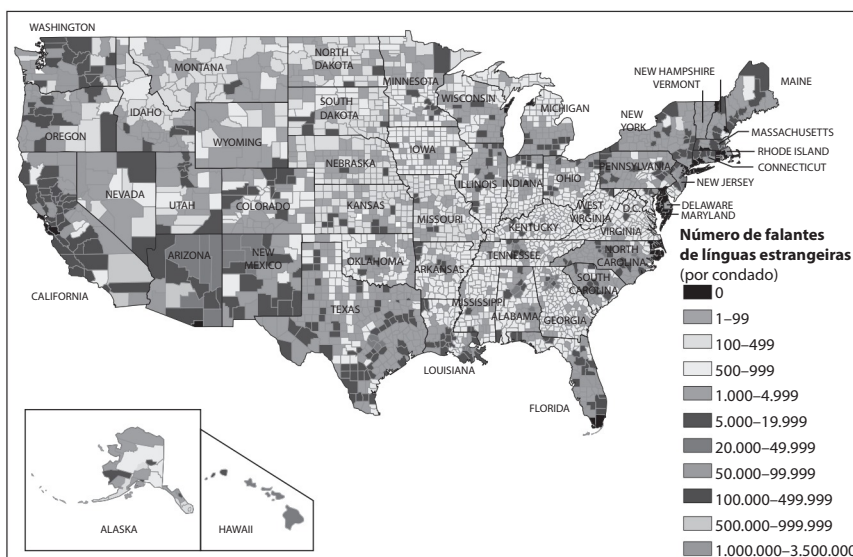 WASHINGTON
MONTANA
NORTH
DAKOTA
MINNESOTA
NEW HAMPSHIRE
VERMONT
MAINE
OREGON
IDAHO
WYOMING
SOUTH
DAKOTA
WISCONSIN
MICHIGAN
NEW
YORK
MASSACHUSETTS
RHODE ISLAND
CONNECTICUT
NEVADA
UTAH
COLORADO
NEBRASKA
IOWA
ILLINOIS
INDIANA
OHIO
PENNSYLVANIA
NEW JERSEY
DELAWARE
MARYLAND
KANSAS
MISSOURI
KENTUCKY
WEST
VIRGINIA
D.C.
VIRGINIA
CALIFORNIA
ARIZONA
NEW
MEXICO
OKLAHOMA
ARKANSAS
TENNESSEE
NORTH
CAROLINA
SOUTH
CAROLINA
TEXAS
MISSISSIPPI
ALABAMA
GEORGIA
LOUISIANA
FLORIDA
ALASKA
HAWAII
Número de falantes
de línguas estrangeiras
(por condado)
0
1–99
100–499
500–999
1.000–4.999
5.000–19.999
20.000–49.999
50.000–99.999
100.000–499.999
500.000–999.999
1.000.000–3.500.000